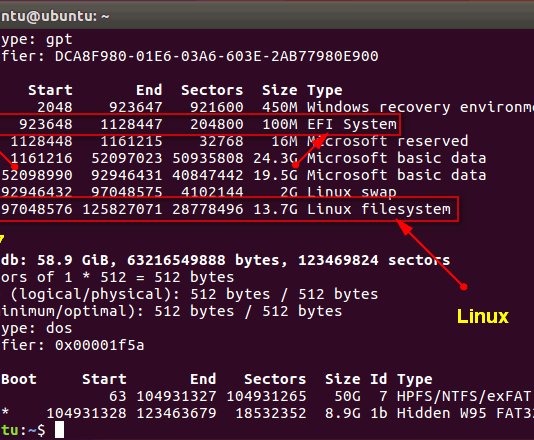 ntu@ubuntu: ~
ype: gpt
fier: DCA8F980-01E6-03A6-603E-2AB77980E900
Start End Sectors Size Type
2048 923647 921600 450M Windows recovery environme
923648 1128447 204800 100M EFI System
1128448 1161215 32768 16M Microsoft reserved
1161216 52097023 50935808 24.3G Microsoft basic data
52098990 92946431 40847442 19.5G Microsoft basic data
92946432 97048575 4102144 2G Linux swap
97048576 125827071 28778496 13.7G Linux filesystem
db: 58.9 GiB, 63216549888 bytes, 123469824 sectors
ors of 1 * 512 = 512 bytes
(logical/physical): 512 bytes / 512 bytes
inimum/optimal): 512 bytes / 512 bytes
Linux
ype: dos
fier: 0x00001f5a
Boot Start End Sectors Size Id Type
63 104931327 104931265 50G 7 HPFS/NTFS/exFAT
* 104931328 123463679 18532352 8.9G 1b Hidden W95 FAT32
tu:~$